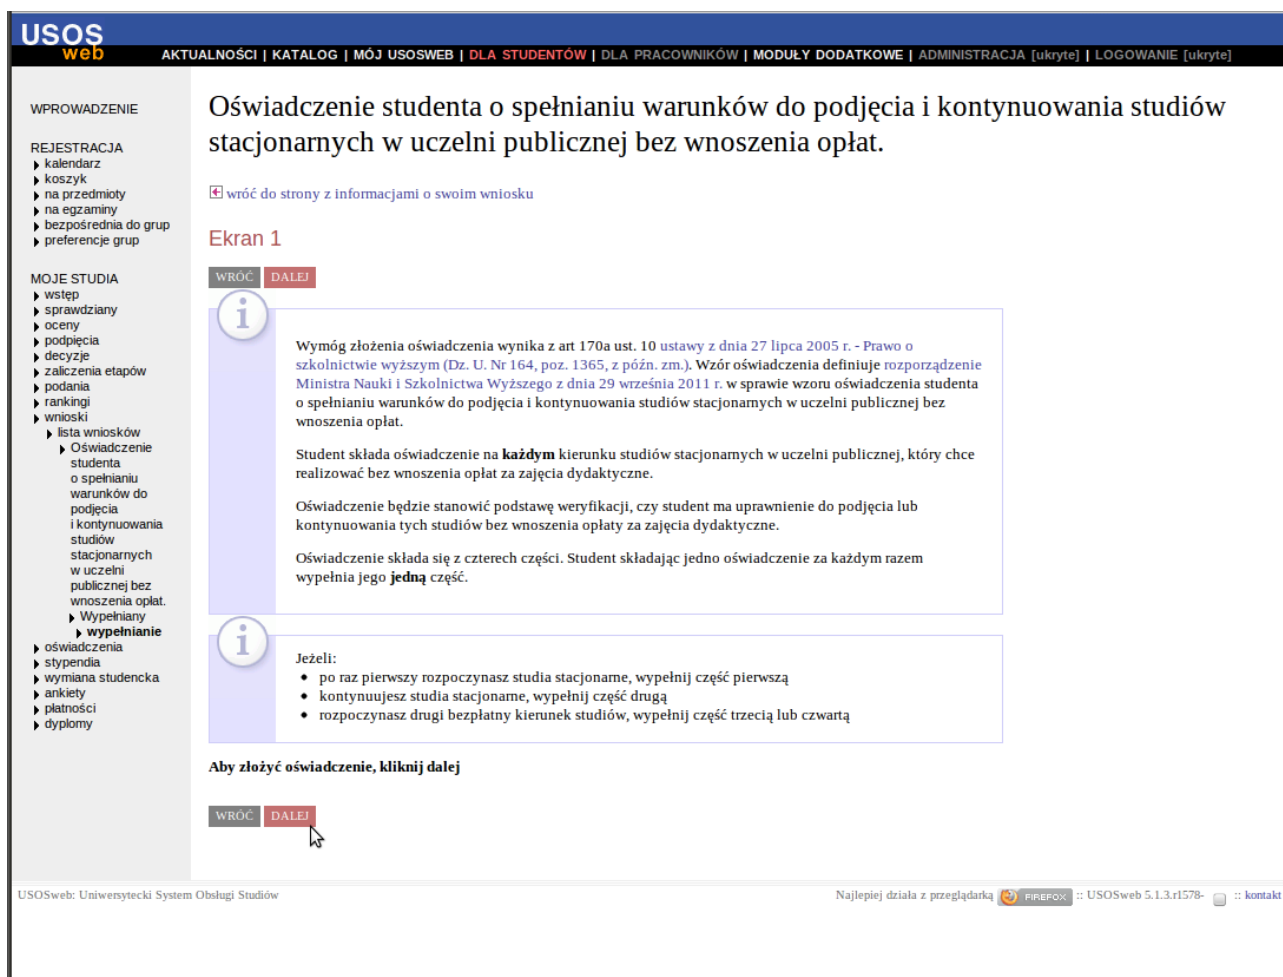 USOS
web
AKTUALNOŚCI | KATALOG | MÓJ USOSWEB | DLA STUDENTÓW | DLA PRACOWNIKÓW | MODUŁY DODATKOWE | ADMINISTRACJA [ukryte] | LOGOWANIE [ukryte]
WPROWADZENIE
REJESTRACJA
kalendarz
koszyk
na przedmioty
na egzaminy
bezpośrednia do grup
preferencje grup
MOJE STUDIA
wstęp
sprawdziany
oceny
podpięcia
decyzje
zaliczenia etapów
podania
rankingi
wnioski
lista wniosków
Oświadczenie
studenta
o spełnianiu
warunków do
podjęcia
i kontynuowania
studiów
stacjonarnych
w uczelni
publicznej bez
wnoszenia opłat.
Wypełniany
wypełnianie
oświadczenia
stypendia
wymiana studencka
ankiety
płatności
dyplomy
Oświadczenie studenta o spełnianiu warunków do podjęcia i kontynuowania studiów
stacjonarnych w uczelni publicznej bez wnoszenia opłat.
wróć do strony z informacjami o swoim wniosku
Ekran 1
WRÓĆ DALEJ
Wymóg złożenia oświadczenia wynika z art 170a ust. 10 ustawy z dnia 27 lipca 2005 r. - Prawo o
szkolnictwie wyższym (Dz. U. Nr 164, poz. 1365, z późn. zm.). Wzór oświadczenia definiuje rozporządzenie
Ministra Nauki i Szkolnictwa Wyższego z dnia 29 września 2011 r. w sprawie wzoru oświadczenia studenta
o spełnianiu warunków do podjęcia i kontynuowania studiów stacjonarnych w uczelni publicznej bez
wnoszenia opłat.
Student składa oświadczenie na każdym kierunku studiów stacjonarnych w uczelni publicznej, który chce
realizować bez wnoszenia opłat za zajęcia dydaktyczne.
Oświadczenie będzie stanowić podstawę weryfikacji, czy student ma uprawnienie do podjęcia lub
kontynuowania tych studiów bez wnoszenia opłaty za zajęcia dydaktyczne.
Oświadczenie składa się z czterech części. Student składając jedno oświadczenie za każdym razem
wypełnia jego jedną część.
Jeżeli:
po raz pierwszy rozpoczynasz studia stacjonarne, wypełnij część pierwszą
kontynuujesz studia stacjonarne, wypełnij część drugą
rozpoczynasz drugi bezpłatny kierunek studiów, wypełnij część trzecią lub czwartą
Aby złożyć oświadczenie, kliknij dalej
WRÓĆ DALEJ
USOSweb: Uniwersytecki System Obsługi Studiów
Najlepiej działa z przeglądarką FIREFOX :: USOSweb 5.1.3.r1578- :: kontakt